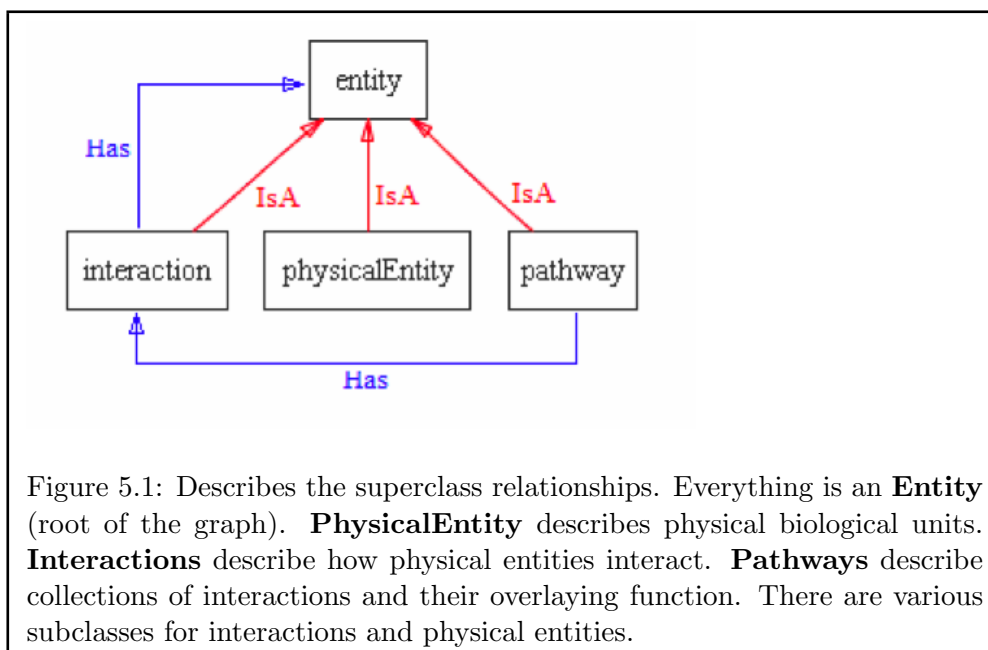 entity
Has
IsA
IsA
IsA
interaction
physicalEntity
pathway
Has
Figure 5.1: Describes the superclass relationships. Everything is an Entity
(root of the graph). PhysicalEntity describes physical biological units.
Interactions describe how physical entities interact. Pathways describe
collections of interactions and their overlaying function. There are various
subclasses for interactions and physical entities.